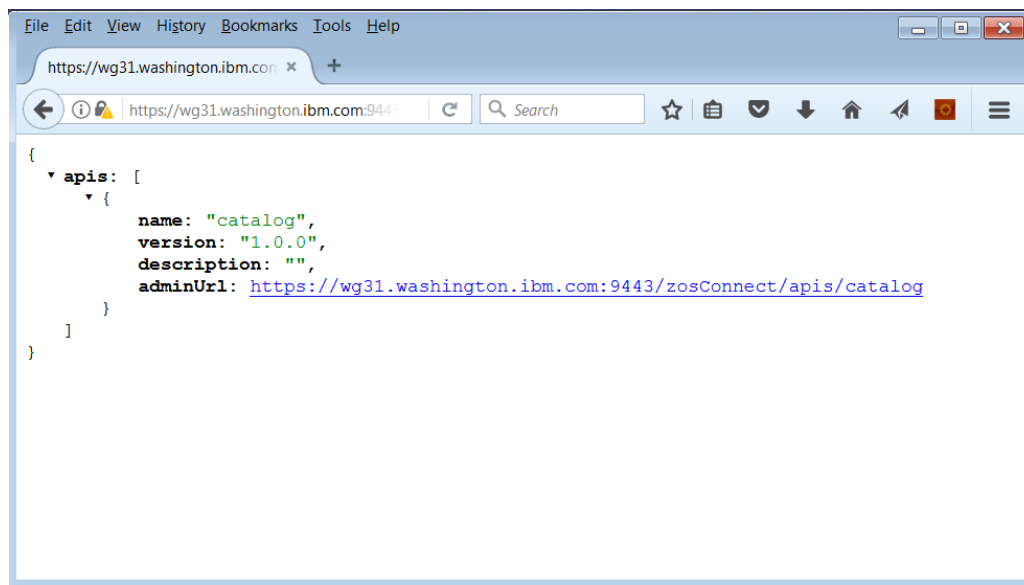 File Edit View History Bookmarks Tools Help
https://wg31.washington.ibm.com
https://wg31.washington.ibm.com:9443 Search
{
apis: [
{
name: "catalog",
version: "1.0.0",
description: "",
adminUrl: https://wg31.washington.ibm.com:9443/zosConnect/apis/catalog
}
]
}